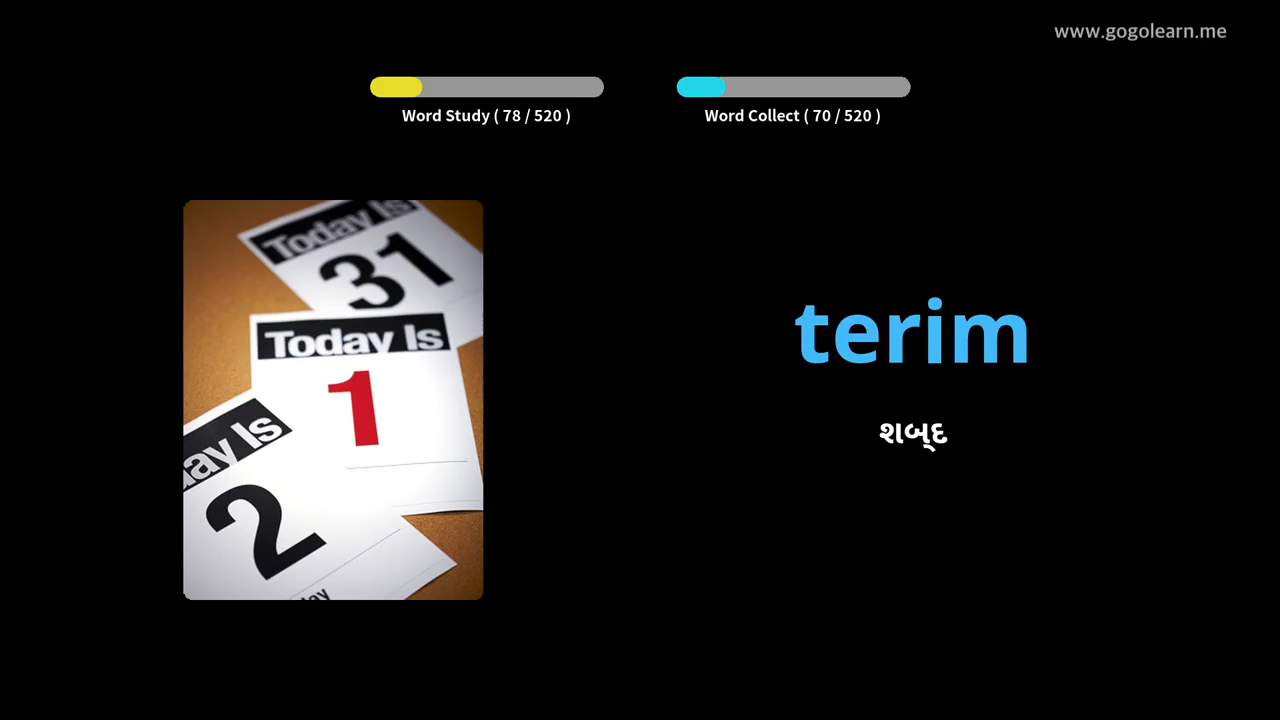 www.gogolearn.me
Word Study ( 78 / 520 )
Word Collect ( 70 / 520 )
Today Is
31
Today Is
1
ay Is
2
ay
terim
શબ્દ